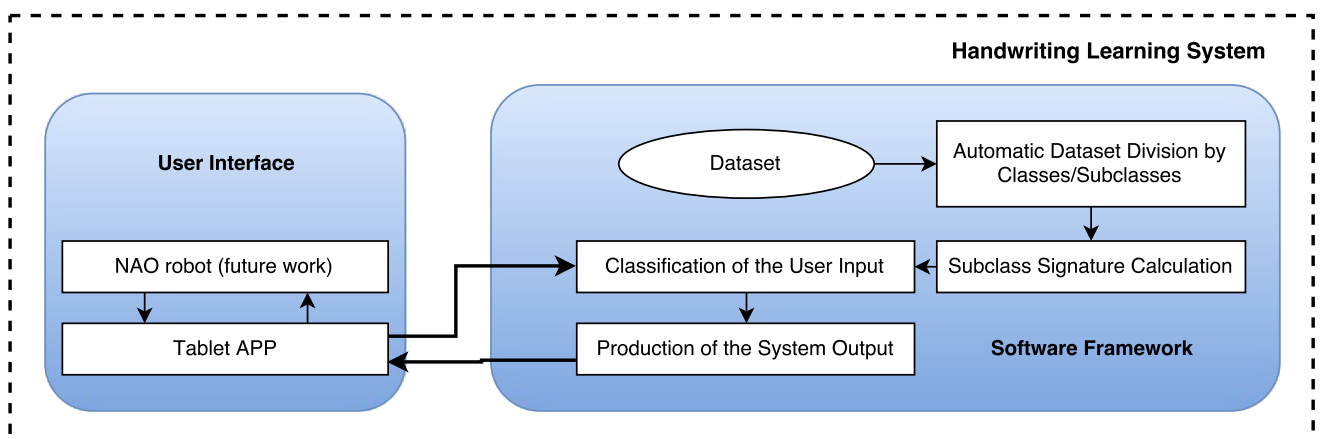 Handwriting Learning System
User Interface
NAO robot (future work)
Tablet APP
Dataset
Automatic Dataset Division by
Classes/Subclasses
Classification of the User Input
Subclass Signature Calculation
Production of the System Output
Software Framework